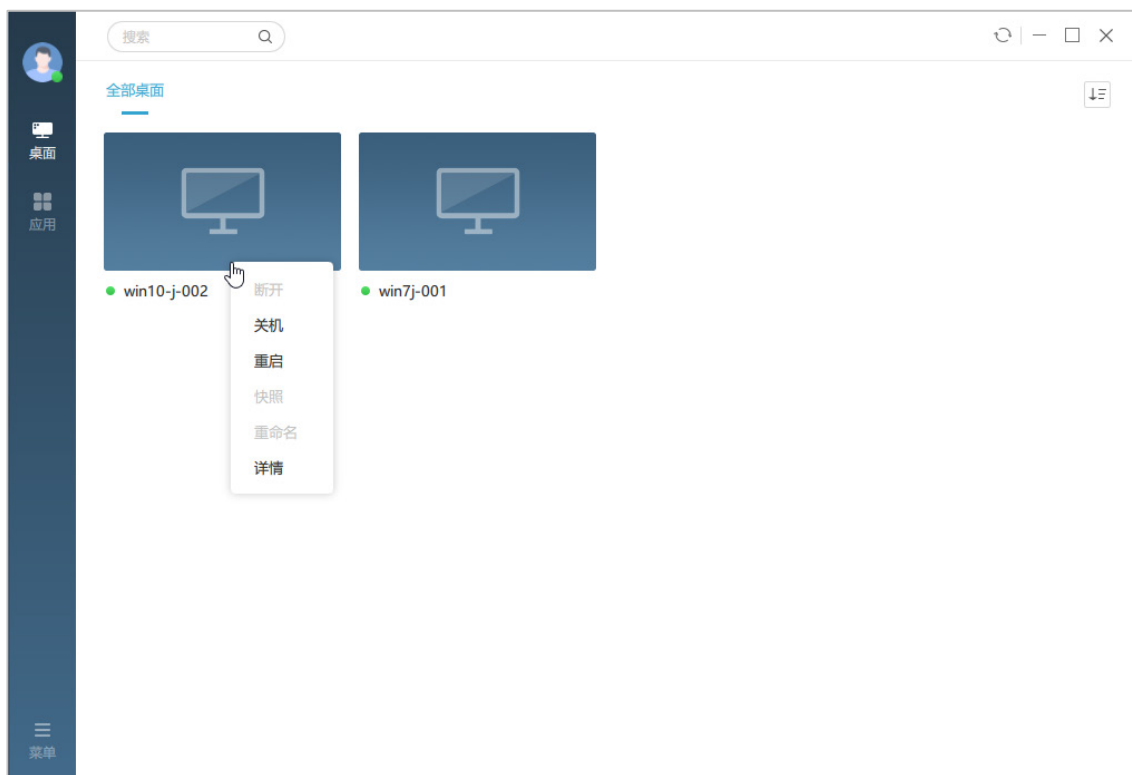 搜索
全部桌面
桌面
应用
win10-j-002
win7j-001
断开
关机
重启
快照
重命名
详情
菜单